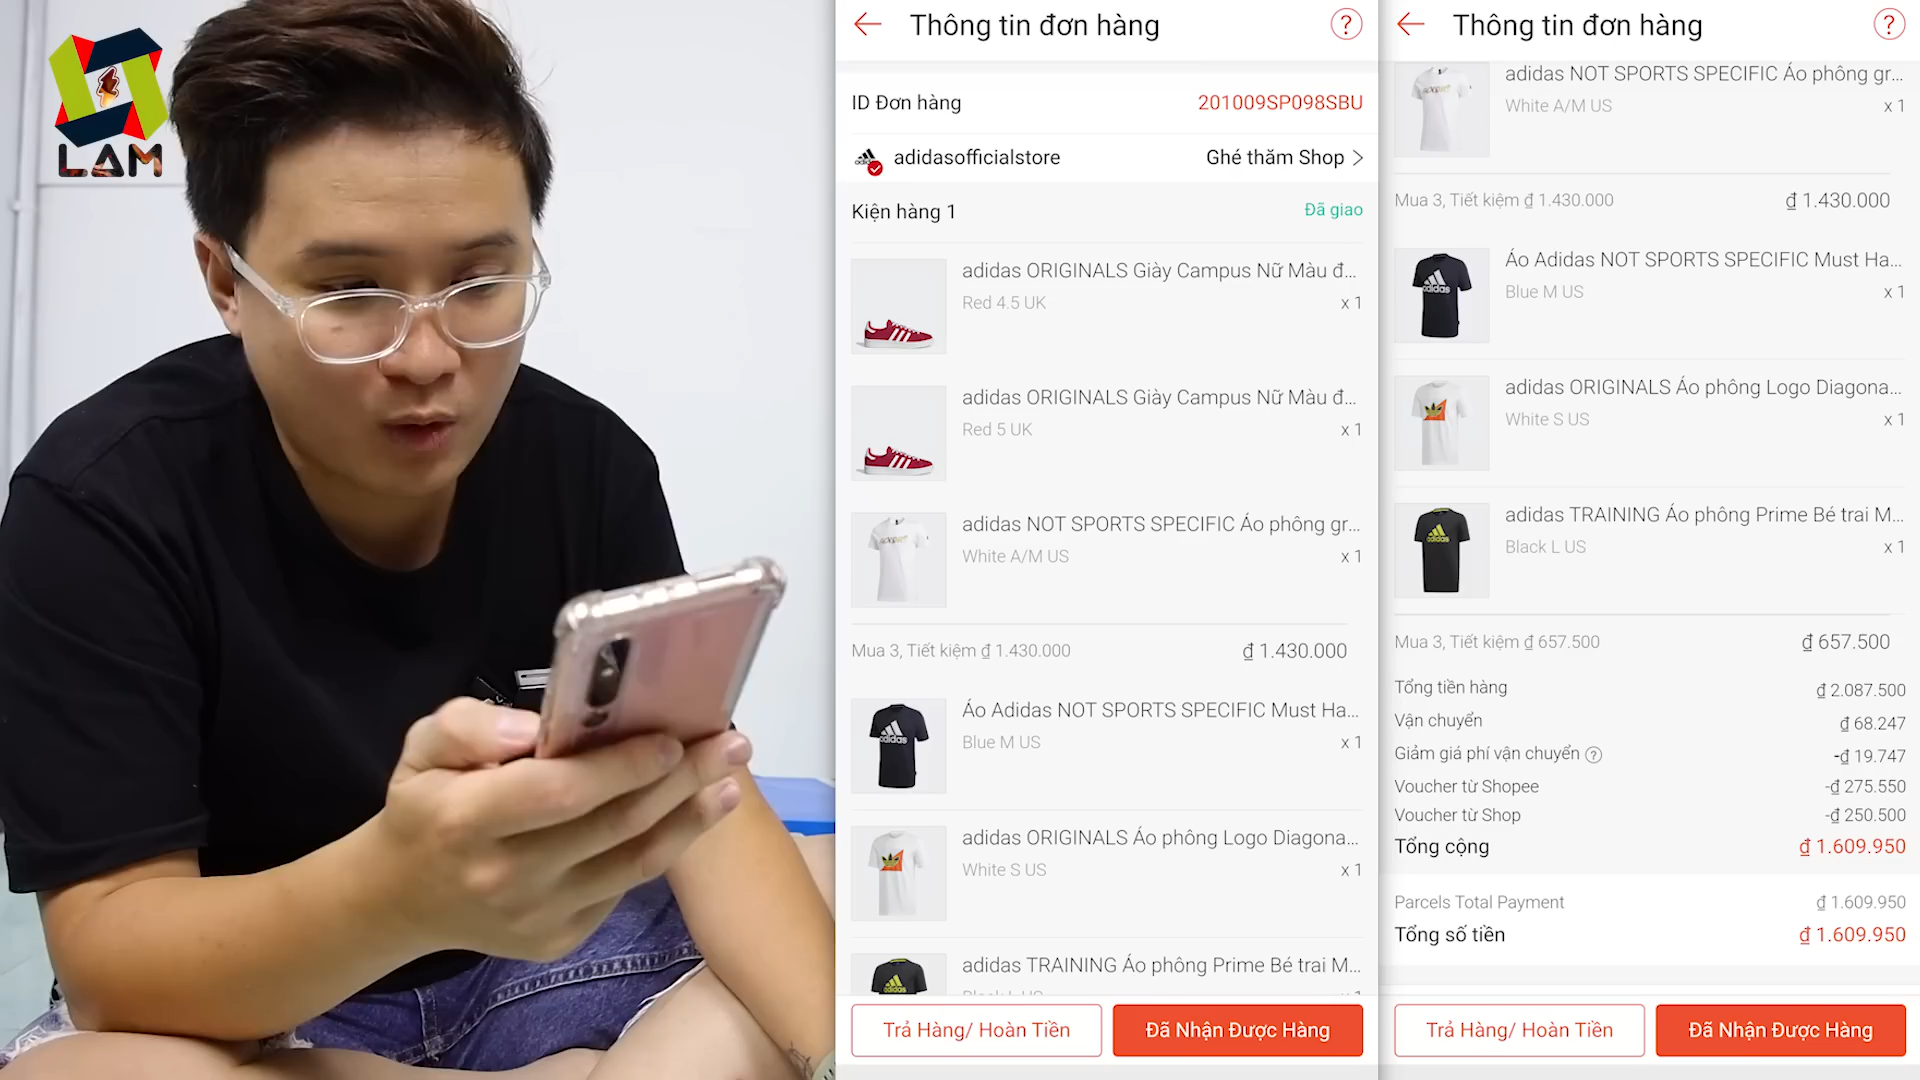 LAM
Thông tin đơn hàng
?
ID Đơn hàng 201009SP098SBU
adidasofficialstore Ghé thăm Shop >
Kiện hàng 1 Đã giao
adidas ORIGINALS Giày Campus Nữ Màu đ...
Red 4.5 UK x 1
adidas ORIGINALS Giày Campus Nữ Màu đ...
Red 5 UK x 1
adidas NOT SPORTS SPECIFIC Áo phông gr...
White A/M US x 1
Mua 3, Tiết kiệm ₫ 1.430.000 ₫ 1.430.000
adidas
Áo Adidas NOT SPORTS SPECIFIC Must Ha...
Blue M US x 1
adidas ORIGINALS Áo phông Logo Diagona...
White S US x 1
adidas TRAINING Áo phông Prime Bé trai M...
Trả Hàng/ Hoàn Tiền Đã Nhận Được Hàng
Thông tin đơn hàng
?
adidas NOT SPORTS SPECIFIC Áo phông gr...
White A/M US x 1
Mua 3, Tiết kiệm ₫ 1.430.000 ₫ 1.430.000
adidas
Áo Adidas NOT SPORTS SPECIFIC Must Ha...
Blue M US x 1
adidas ORIGINALS Áo phông Logo Diagona...
White S US x 1
adidas
adidas TRAINING Áo phông Prime Bé trai M...
Black L US x 1
Mua 3, Tiết kiệm ₫ 657.500 ₫ 657.500
Tổng tiền hàng ₫ 2.087.500
Vận chuyển ₫ 68.247
Giảm giá phí vận chuyển ? -₫ 19.747
Voucher từ Shopee -₫ 275.550
Voucher từ Shop -₫ 250.500
Tổng cộng ₫ 1.609.950
Parcels Total Payment ₫ 1.609.950
Tổng số tiền ₫ 1.609.950
Trả Hàng/ Hoàn Tiền Đã Nhận Được Hàng